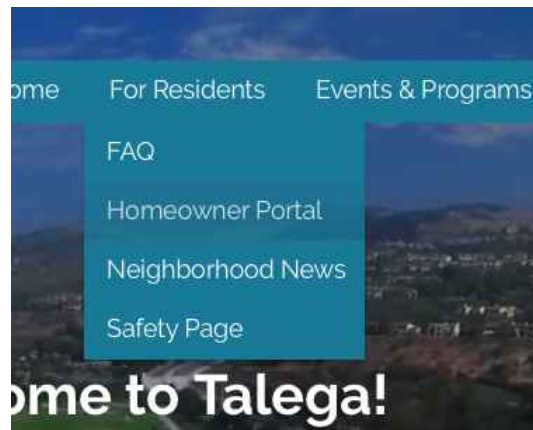 ome For Residents Events & Programs
FAQ
Homeowner Portal
Neighborhood News
Safety Page
ome to Talega!